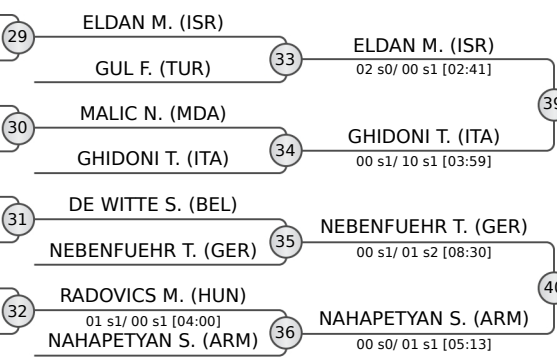 29
ELDAN M. (ISR)
GUL F. (TUR)
33
ELDAN M. (ISR)
02 s0/ 00 s1 [02:41]
30
MALIC N. (MDA)
GHIDONI T. (ITA)
34
GHIDONI T. (ITA)
00 s1/ 10 s1 [03:59]
39
31
DE WITTE S. (BEL)
NEBENFUEHR T. (GER)
35
NEBENFUEHR T. (GER)
00 s1/ 01 s2 [08:30]
32
RADOVICS M. (HUN)
01 s1/ 00 s1 [04:00]
NAHAPETYAN S. (ARM)
36
NAHAPETYAN S. (ARM)
00 s0/ 01 s1 [05:13]
40